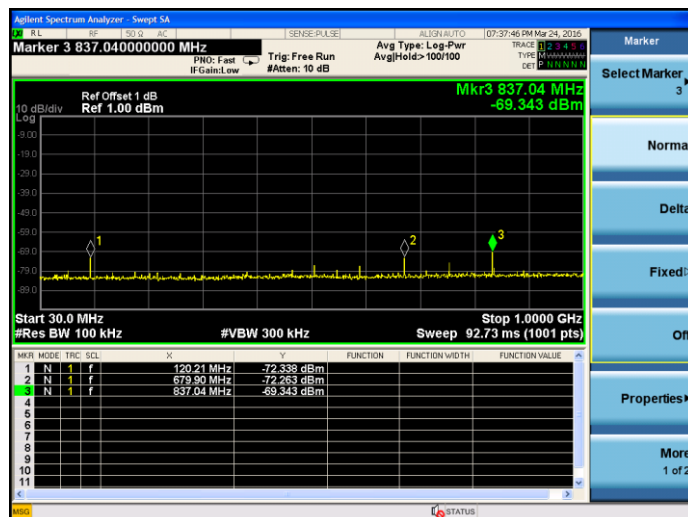 Agilent Spectrum Analyzer - Swept SA
RL RF 50 Ω AC SENSE:PULSE ALIGN AUTO 07:37:46 PM Mar 24, 2016
Marker 3 837.040000000 MHz
PNO: Fast
IFGain:Low
Trig: Free Run
#Atten: 10 dB
Avg Type: Log-Pwr
Avg|Hold:>100/100
TRACE 1 2 3 4 5 6
TYPE M
DET P N N N N N
Ref Offset 1 dB
10 dB/div Ref 1.00 dBm
Log
Mkr3 837.04 MHz
-69.343 dBm
-9.00
-19.0
-29.0
-39.0
-49.0
-59.0
-69.0
-79.0
-89.0
1
2
3
Start 30.0 MHz Stop 1.0000 GHz
#Res BW 100 kHz #VBW 300 kHz Sweep 92.73 ms (1001 pts)
MKR MODE TRC SCL X Y FUNCTION FUNCTION WIDTH FUNCTION VALUE
1 N 1 f 120.21 MHz -72.338 dBm
2 N 1 f 679.90 MHz -72.263 dBm
3 N 1 f 837.04 MHz -69.343 dBm
4
5
6
7
8
9
10
11
MSG STATUS
Marker
Select Marker
3
Norma
Delta
Fixed
Of
Properties
More
1 of 2